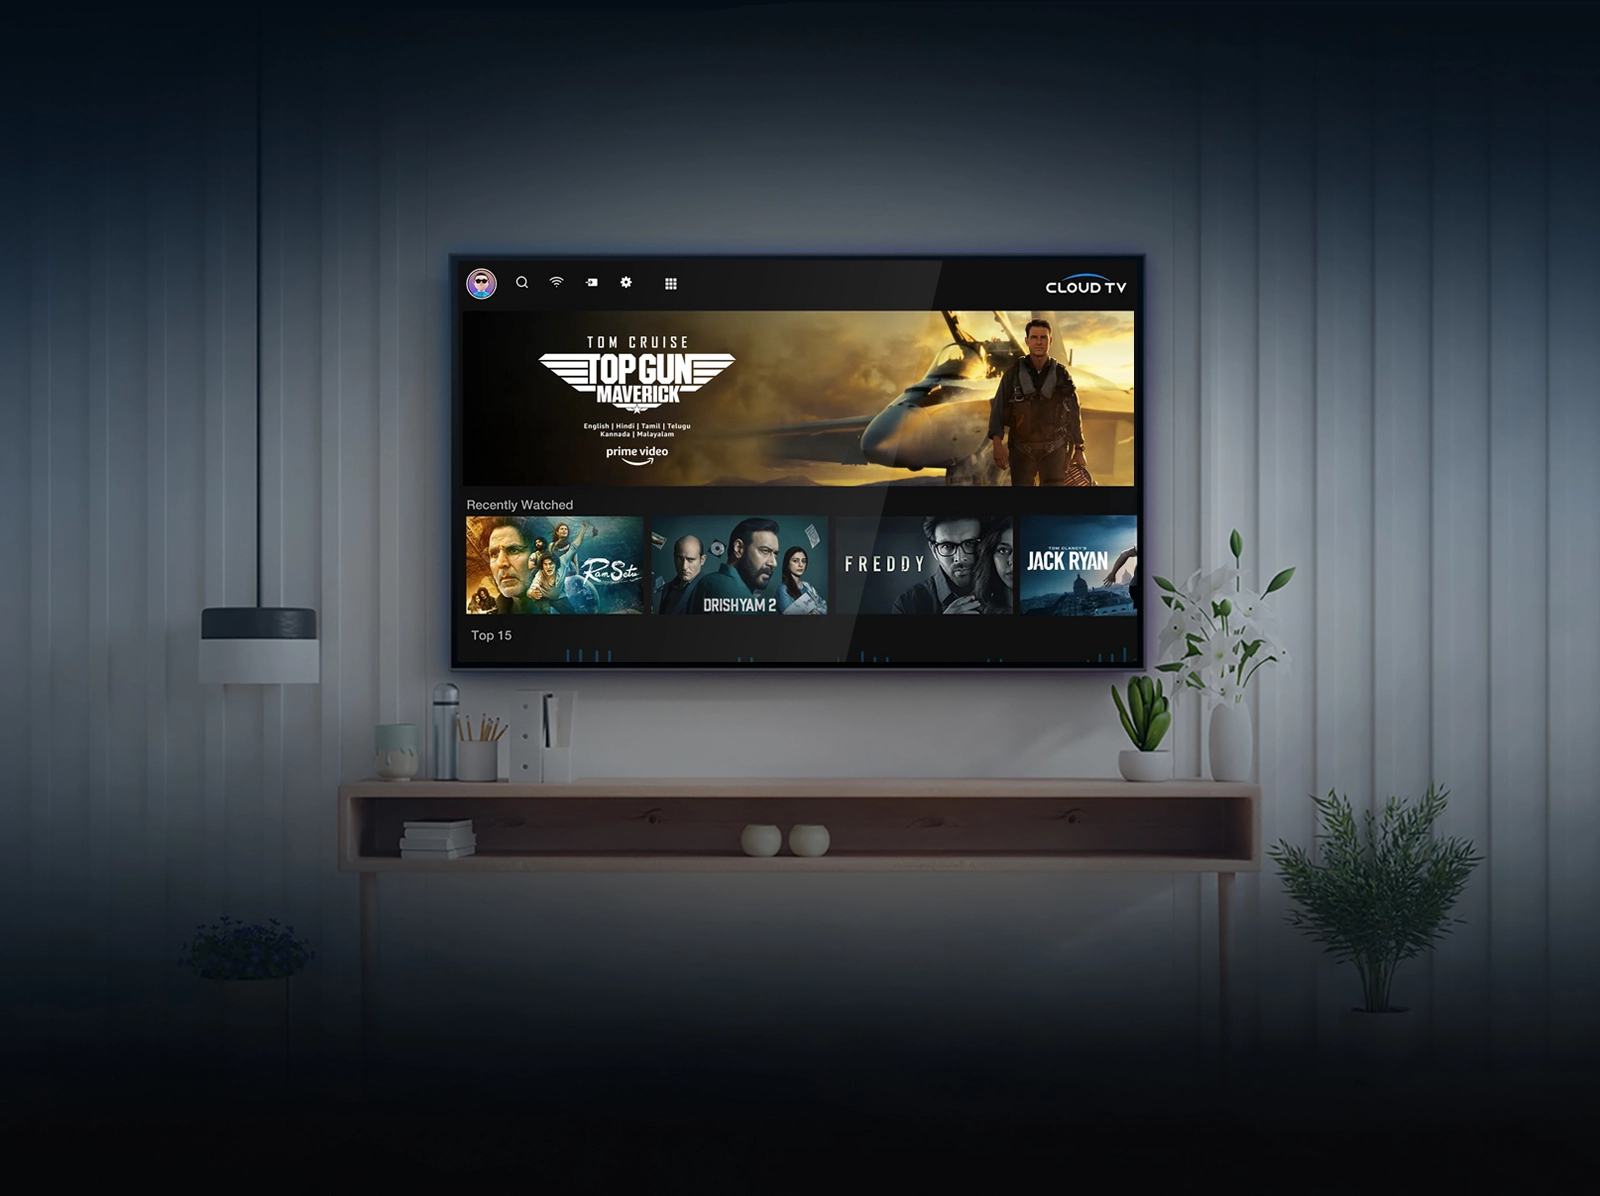 CLOUD TV
TOM CRUISE
TOP GUN
MAVERICK
English | Hindi | Tamil | Telugu
Kannada | Malayalam
prime video
Recently Watched
Ram Setu
DRISHYAM 2
FREDDY
TOM CLANCY'S
JACK RYAN
Top 15